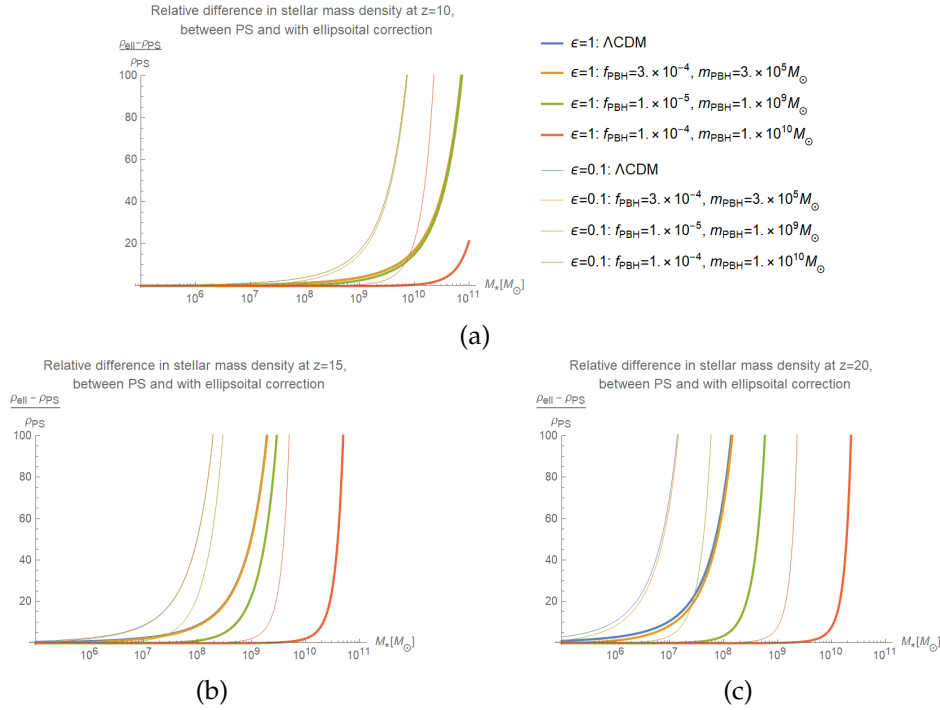 Relative difference in stellar mass density at z=10,
between PS and with ellipsoital correction
ρell-ρPS
ρPS
100
80
60
40
20
10^6
10^7
10^8
10^9
10^10
10^11
M*[M⊙]
ϵ=1: ΛCDM
ϵ=1: fPBH=3.×10^-4, mPBH=3.×10^5M⊙
ϵ=1: fPBH=1.×10^-5, mPBH=1.×10^9M⊙
ϵ=1: fPBH=1.×10^-4, mPBH=1.×10^10M⊙
ϵ=0.1: ΛCDM
ϵ=0.1: fPBH=3.×10^-4, mPBH=3.×10^5M⊙
ϵ=0.1: fPBH=1.×10^-5, mPBH=1.×10^9M⊙
ϵ=0.1: fPBH=1.×10^-4, mPBH=1.×10^10M⊙
(a)
Relative difference in stellar mass density at z=15,
between PS and with ellipsoital correction
ρell - ρPS
ρPS
100
80
60
40
20
10^6
10^7
10^8
10^9
10^10
10^11
M*[M⊙]
(b)
Relative difference in stellar mass density at z=20,
between PS and with ellipsoital correction
ρell - ρPS
ρPS
100
80
60
40
20
10^6
10^7
10^8
10^9
10^10
10^11
M*[M⊙]
(c)